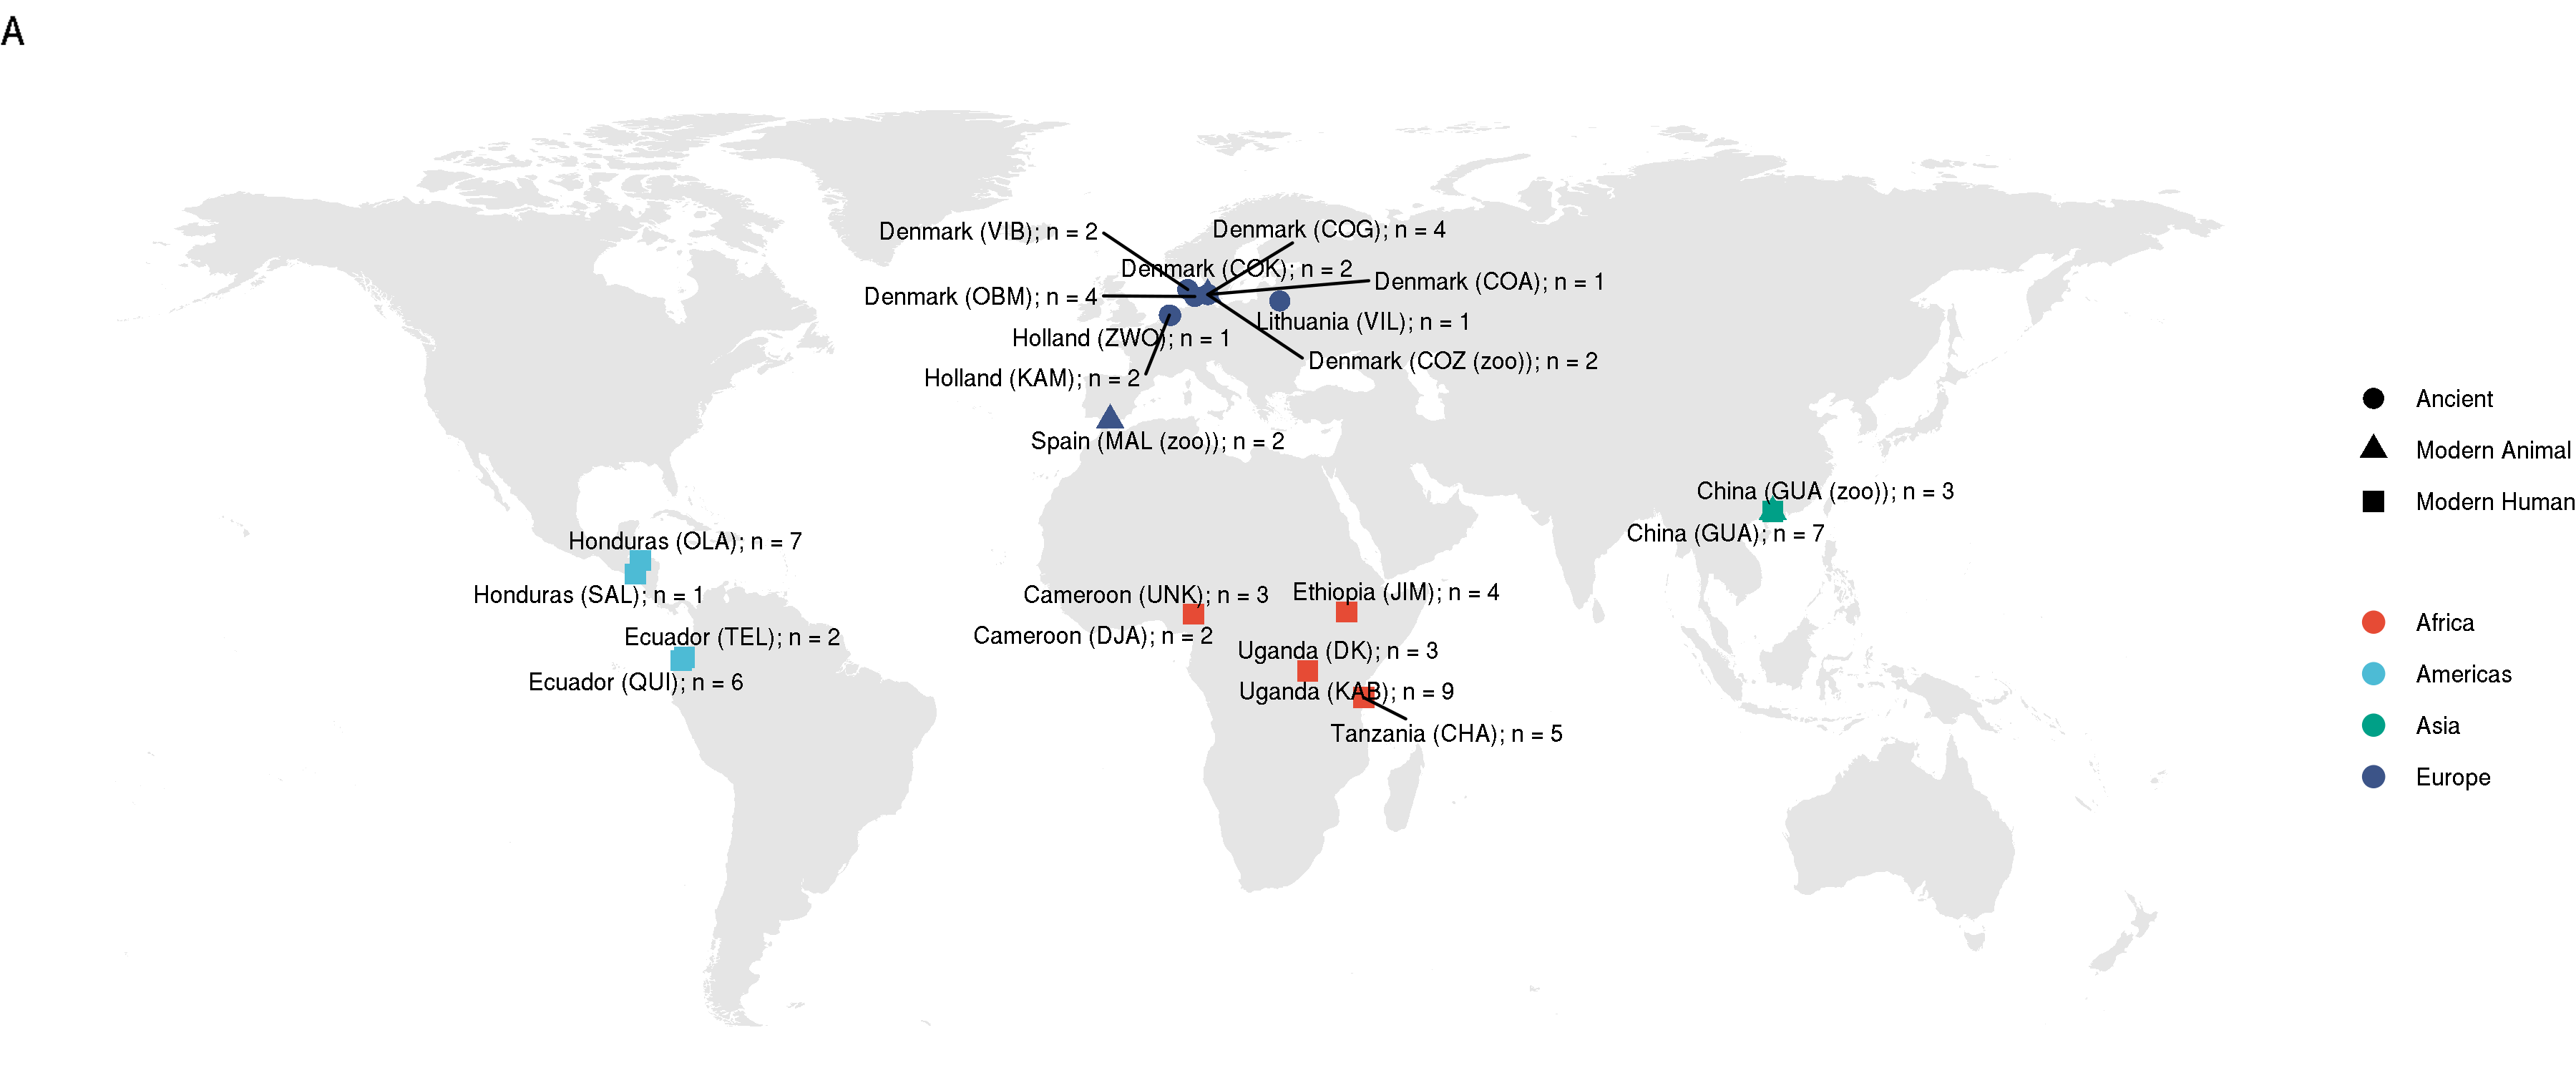 A
Denmark (VIB); n = 2
Denmark (COG); n = 4
Denmark (COK); n = 2
Denmark (COA); n = 1
Denmark (OBM); n = 4
Lithuania (VIL); n = 1
Holland (ZWO); n = 1
Denmark (COZ (zoo)); n = 2
Holland (KAM); n = 2
Spain (MAL (zoo)); n = 2
China (GUA (zoo)); n = 3
China (GUA); n = 7
Honduras (OLA); n = 7
Honduras (SAL); n = 1
Cameroon (UNK); n = 3
Ethiopia (JIM); n = 4
Cameroon (DJA); n = 2
Ecuador (TEL); n = 2
Uganda (DK); n = 3
Ecuador (QUI); n = 6
Uganda (KAB); n = 9
Tanzania (CHA); n = 5
Ancient
Modern Animal
Modern Human
Africa
Americas
Asia
Europe